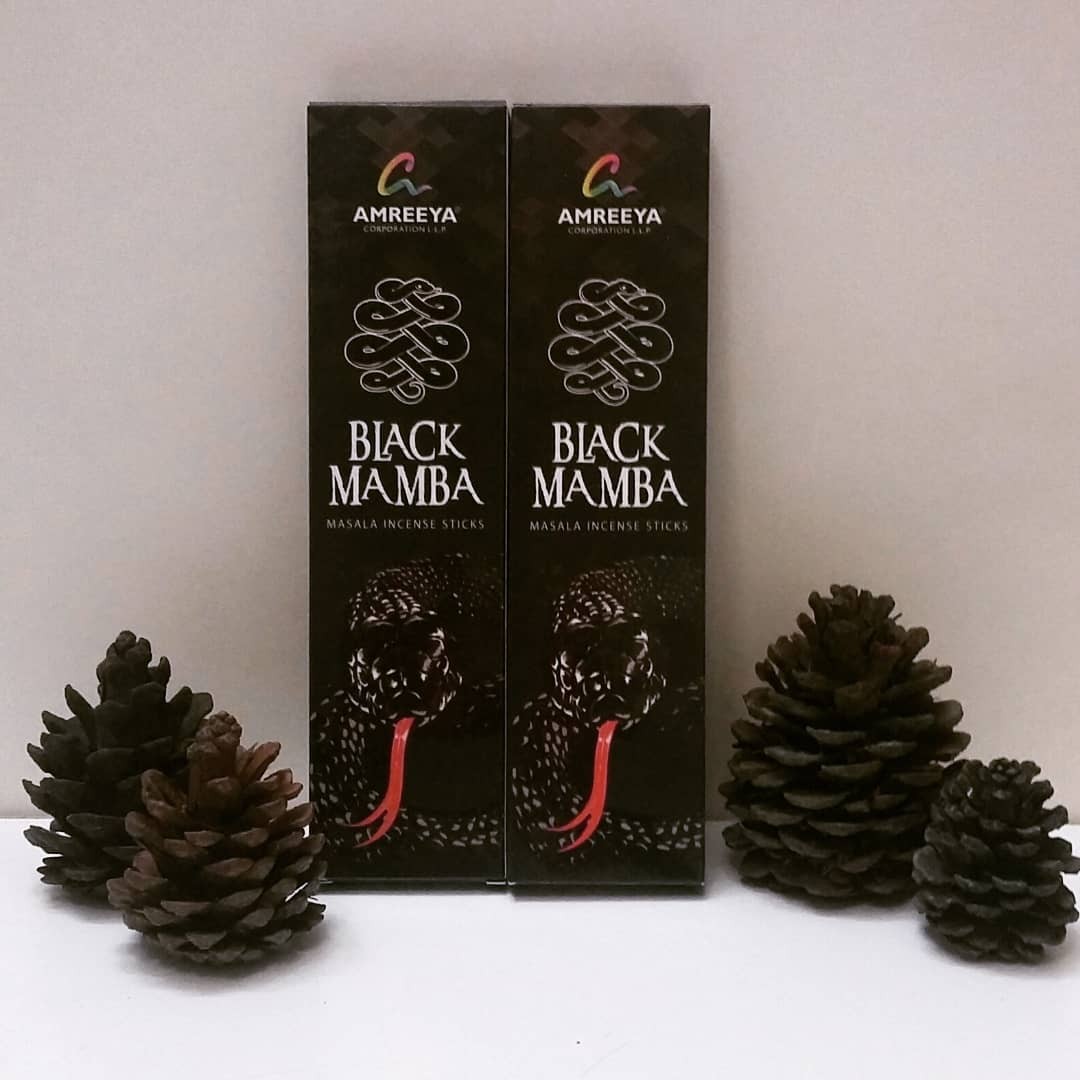 AMREEYA®
CORPORATION L.L.P
BLACK
MAMBA
MASALA INCENSE STICKS
AMREEYA®
CORPORATION L.L.P
BLACK
MAMBA
MASALA INCENSE STICKS